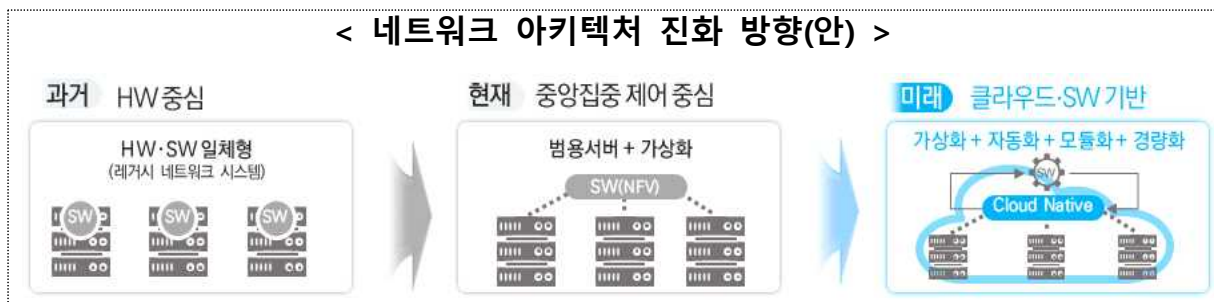 < 네트워크 아키텍처 진화 방향(안) >
과거 HW 중심
HW·SW 일체형
(레거시 네트워크 시스템)
SW SW SW
현재 중앙집중 제어 중심
범용서버 + 가상화
SW(NFV)
미래 클라우드·SW 기반
가상화 + 자동화 + 모듈화 + 경량화
SW
Cloud Native